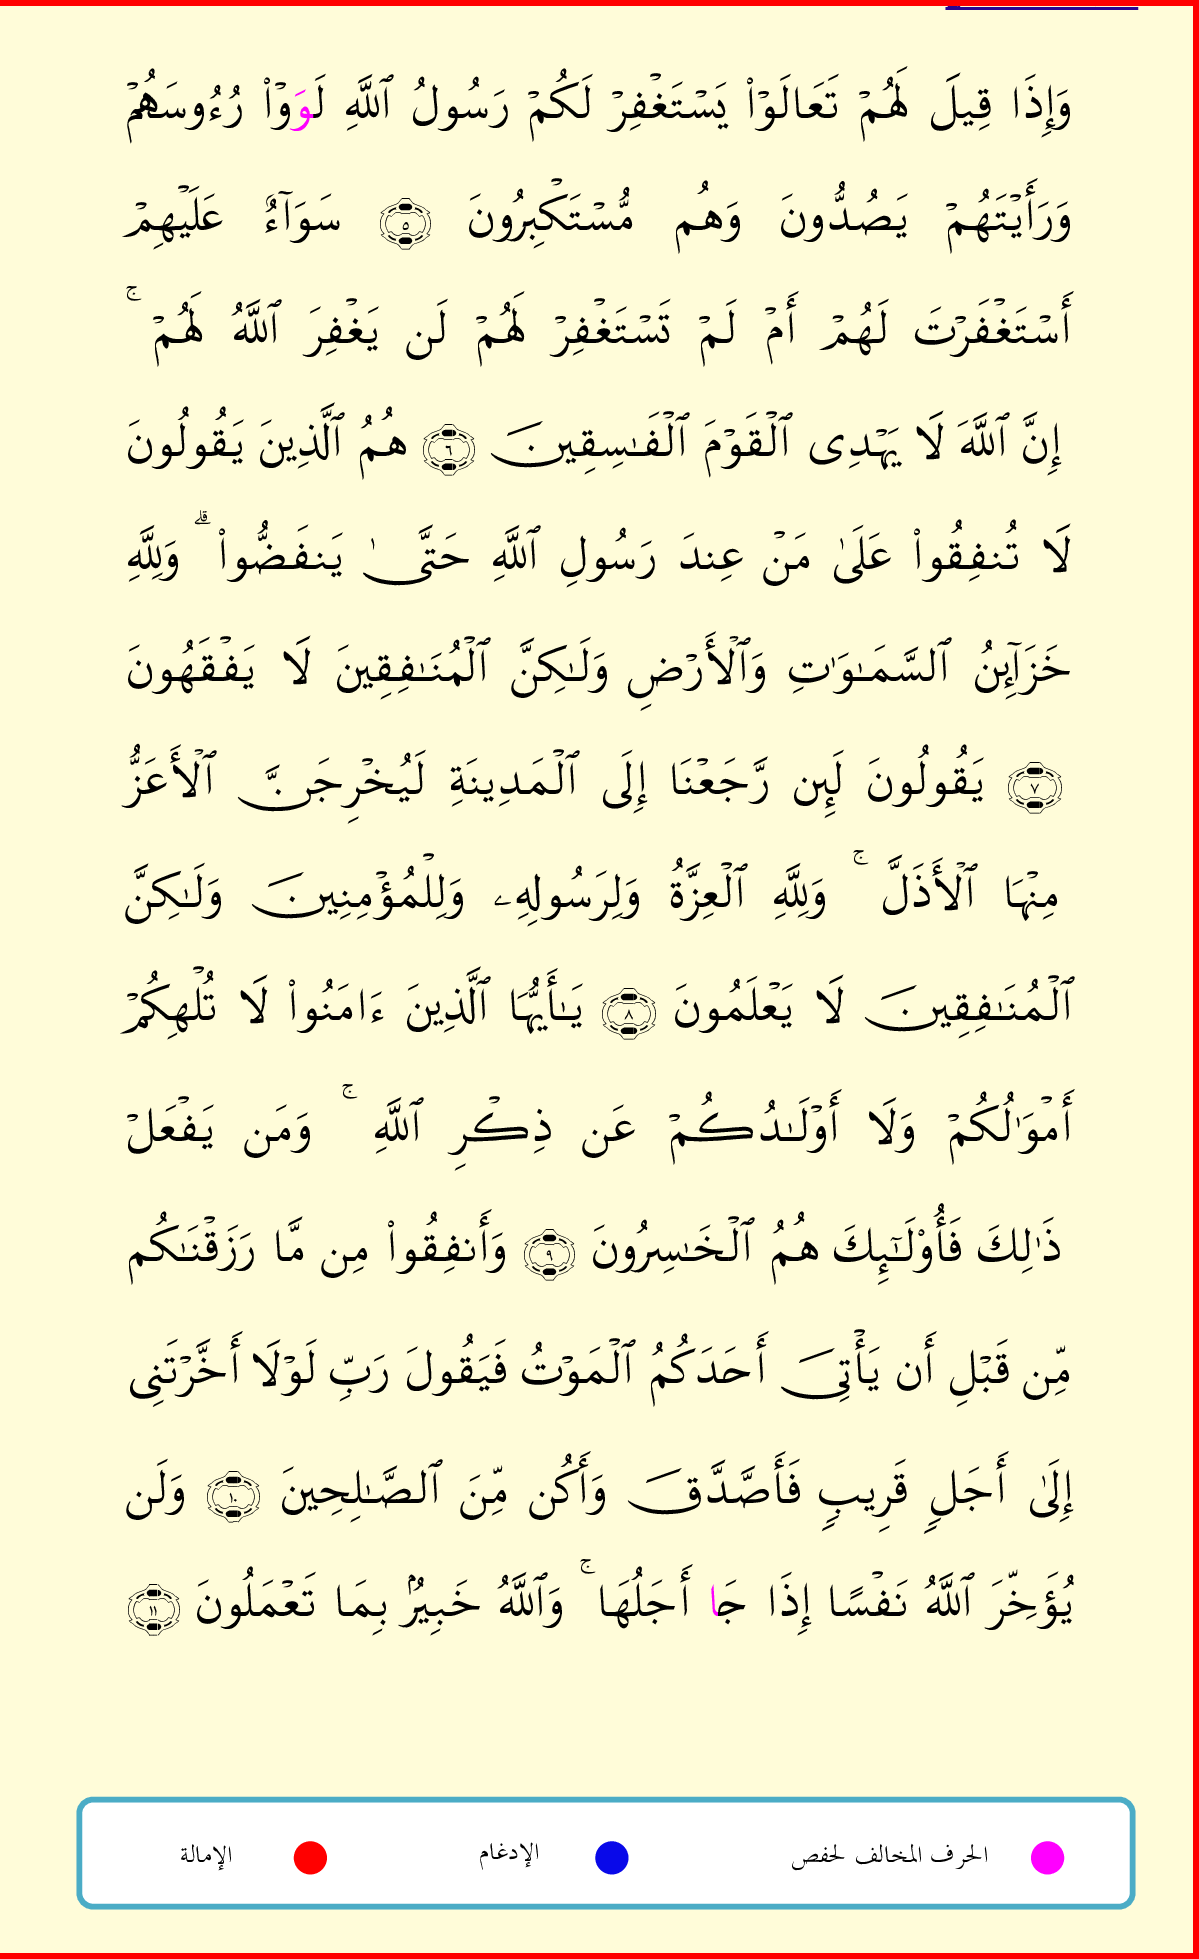 وَإِذَا قِيلَ لَهُمْ تَعَالَوْا۟ يَسْتَغْفِرْ لَكُمْ رَسُولُ ٱللَّهِ لَوَوْا۟ رُءُوسَهُمْ
وَرَأَيْتَهُمْ يَصُدُّونَ وَهُم مُّسْتَكْبِرُونَ ٥ سَوَآءٌ عَلَيْهِمْ
أَسْتَغْفَرْتَ لَهُمْ أَمْ لَمْ تَسْتَغْفِرْ لَهُمْ لَن يَغْفِرَ ٱللَّهُ لَهُمْ ۚ
إِنَّ ٱللَّهَ لَا يَهْدِى ٱلْقَوْمَ ٱلْفَـٰسِقِينَ ٦ هُمُ ٱلَّذِينَ يَقُولُونَ
لَا تُنفِقُوا۟ عَلَىٰ مَنْ عِندَ رَسُولِ ٱللَّهِ حَتَّىٰ يَنفَضُّوا۟ ۗ وَلِلَّهِ
خَزَآئِنُ ٱلسَّمَـٰوَٰتِ وَٱلْأَرْضِ وَلَـٰكِنَّ ٱلْمُنَـٰفِقِينَ لَا يَفْقَهُونَ
٧ يَقُولُونَ لَئِن رَّجَعْنَا إِلَى ٱلْمَدِينَةِ لَيُخْرِجَنَّ ٱلْأَعَزُّ
مِنْهَا ٱلْأَذَلَّ ۚ وَلِلَّهِ ٱلْعِزَّةُ وَلِرَسُولِهِۦ وَلِلْمُؤْمِنِينَ وَلَـٰكِنَّ
ٱلْمُنَـٰفِقِينَ لَا يَعْلَمُونَ ٨ يَـٰأَيُّهَا ٱلَّذِينَ ءَامَنُوا۟ لَا تُلْهِكُمْ
أَمْوَٰلُكُمْ وَلَا أَوْلَـٰدُكُمْ عَن ذِكْرِ ٱللَّهِ ۚ وَمَن يَفْعَلْ
ذَٰلِكَ فَأُو۟لَـٰٓئِكَ هُمُ ٱلْخَـٰسِرُونَ ٩ وَأَنفِقُوا۟ مِن مَّا رَزَقْنَـٰكُم
مِّن قَبْلِ أَن يَأْتِىَ أَحَدَكُمُ ٱلْمَوْتُ فَيَقُولَ رَبِّ لَوْلَا أَخَّرْتَنِى
إِلَىٰ أَجَلٍ قَرِيبٍ فَأَصَّدَّقَ وَأَكُن مِّنَ ٱلصَّـٰلِحِينَ ١٠ وَلَن
يُؤَخِّرَ ٱللَّهُ نَفْسًا إِذَا جَا أَجَلُهَا ۚ وَٱللَّهُ خَبِيرٌۢ بِمَا تَعْمَلُونَ ١١
الحرف المخالف لحفص الإدغام الإمالة